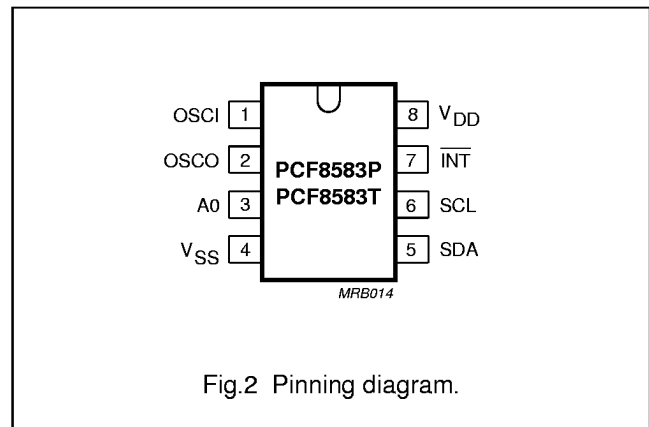 OSCI 1 8 VDD
OSCO 2 7 INT
PCF8583P
PCF8583T
A0 3 6 SCL
VSS 4 5 SDA
MRB014
Fig.2 Pinning diagram.